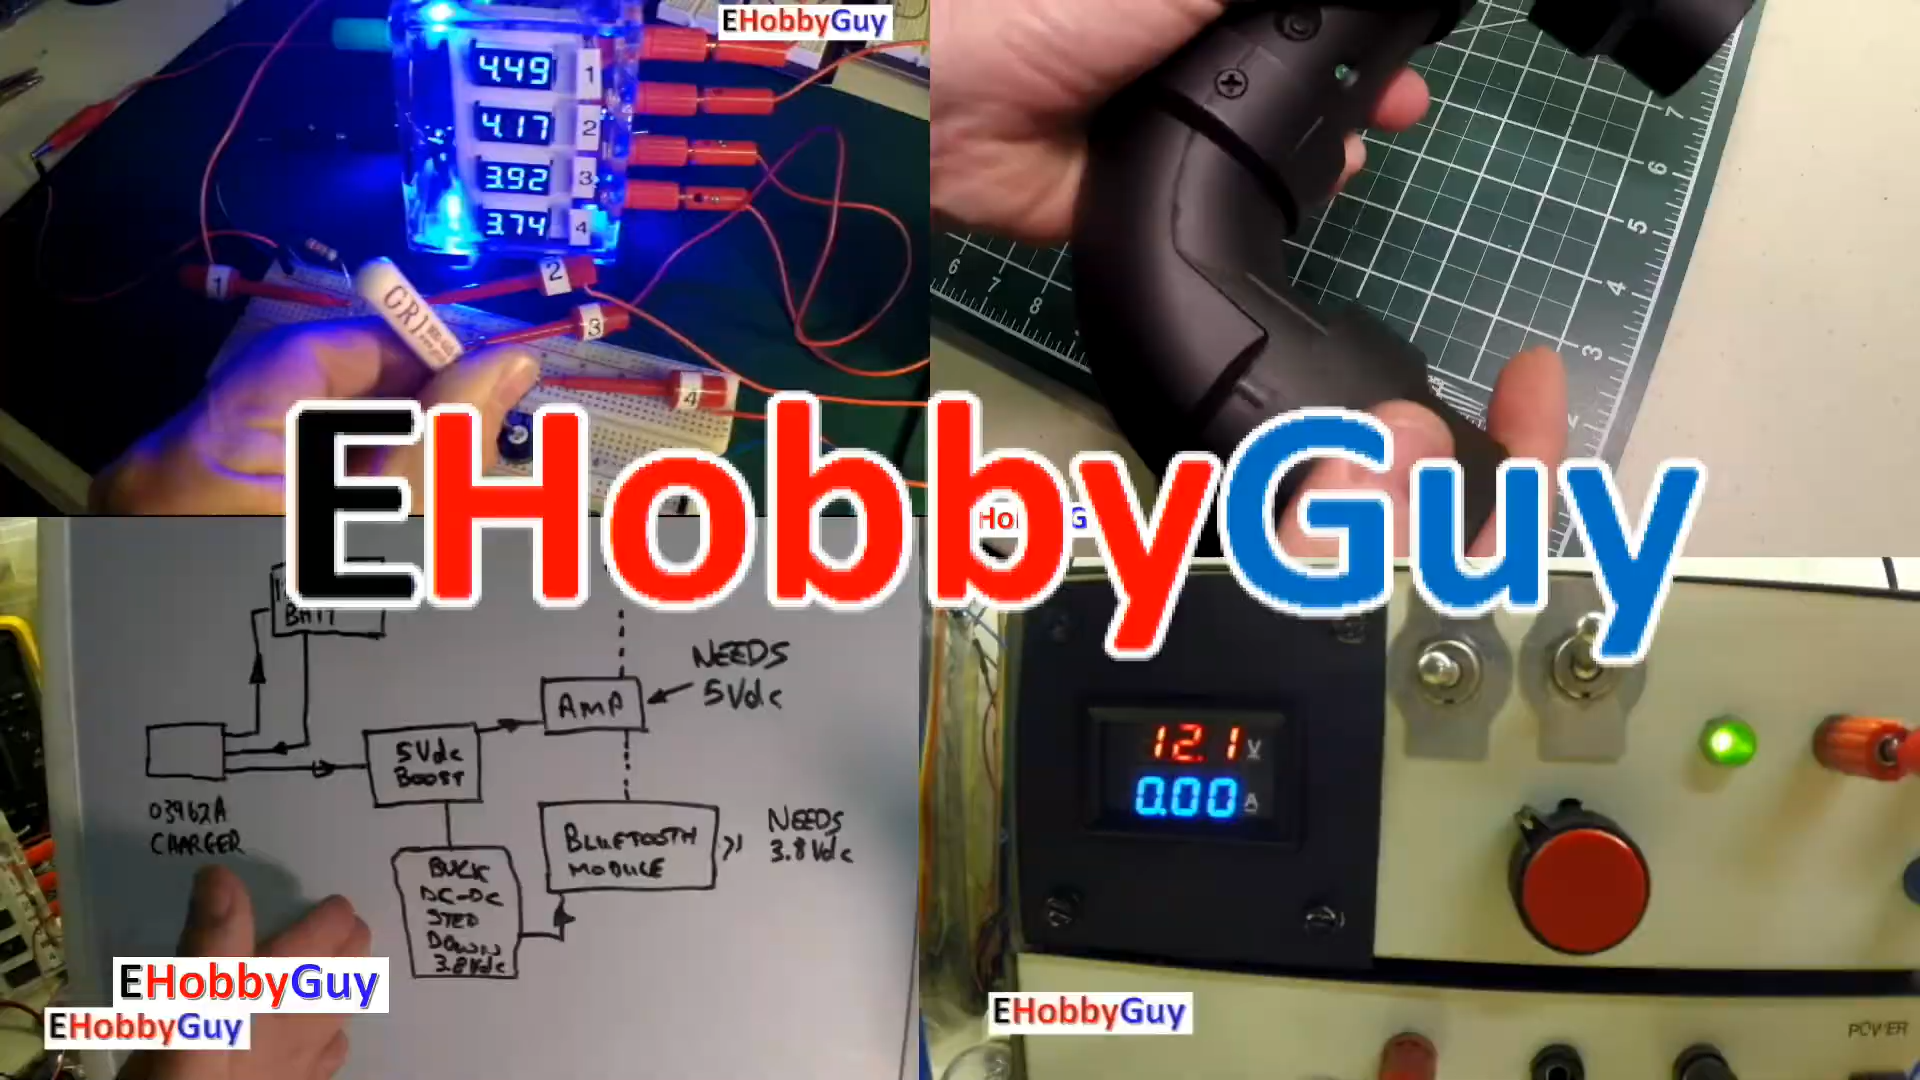 EHobbyGuy
4.49 1
4.17 2
3.92 3
3.74 4
1
2
3
4
GRI
7
6
5
4
3
2
6 7 8
EHobbyGuy
BATT
NEEDS
5Vdc
AMP
5Vdc
BOOST
03962A
CHARGER
BLUETOOTH
MODULE
NEEDS
3.8Vdc
BUCK
DC-DC
STEP
DOWN
3.8Vdc
EHobbyGuy
EHobbyGuy
12.1 V
0.00 A
EHobbyGuy
POWER